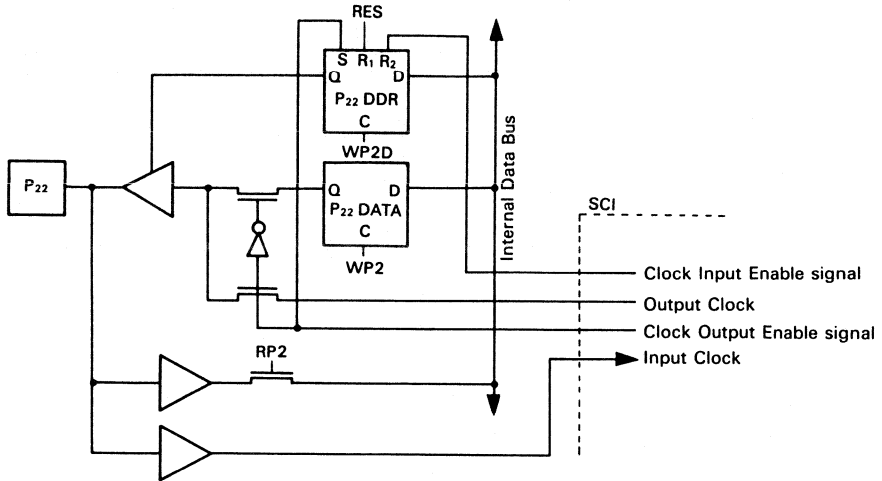 RES
S R₁ R₂
Q D
P₂₂ DDR
C
WP2D
P₂₂
Q D
P₂₂ DATA
C
WP2
Internal Data Bus
SCI
Clock Input Enable signal
Output Clock
Clock Output Enable signal
RP2
Input Clock